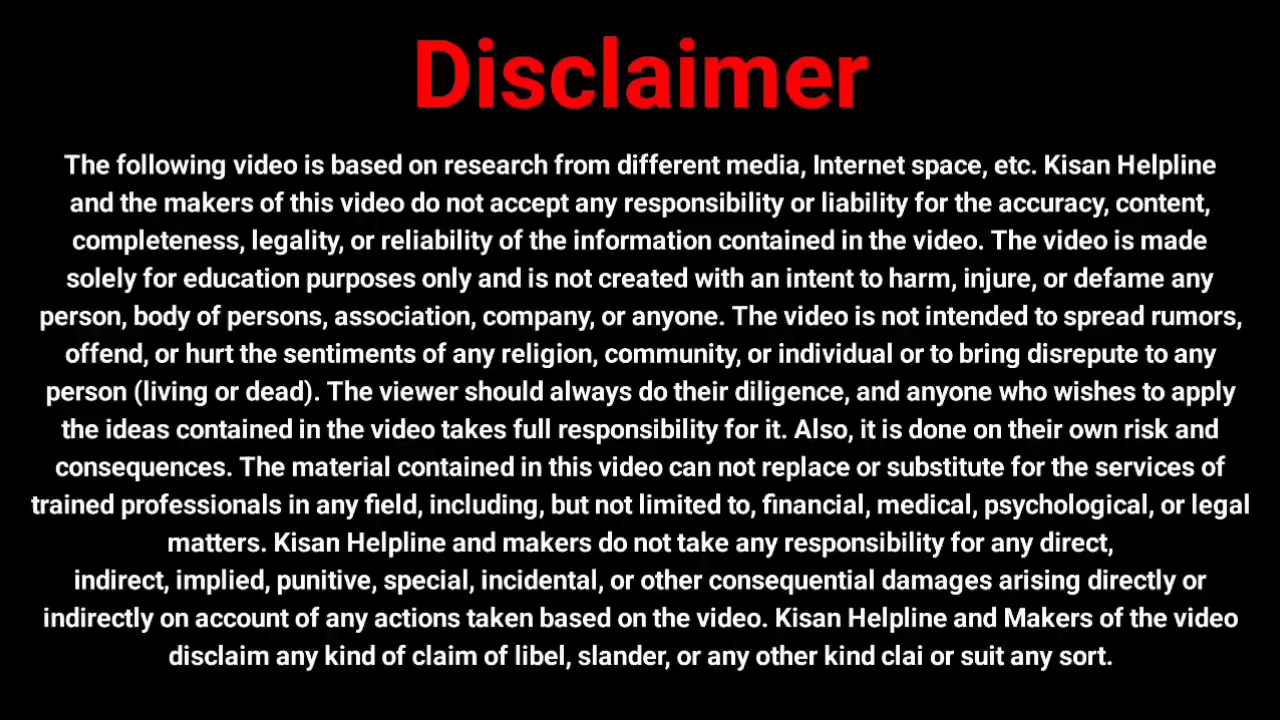 Disclaimer
The following video is based on research from different media, Internet space, etc. Kisan Helpline
and the makers of this video do not accept any responsibility or liability for the accuracy, content,
completeness, legality, or reliability of the information contained in the video. The video is made
solely for education purposes only and is not created with an intent to harm, injure, or defame any
person, body of persons, association, company, or anyone. The video is not intended to spread rumors,
offend, or hurt the sentiments of any religion, community, or individual or to bring disrepute to any
person (living or dead). The viewer should always do their diligence, and anyone who wishes to apply
the ideas contained in the video takes full responsibility for it. Also, it is done on their own risk and
consequences. The material contained in this video can not replace or substitute for the services of
trained professionals in any field, including, but not limited to, financial, medical, psychological, or legal
matters. Kisan Helpline and makers do not take any responsibility for any direct,
indirect, implied, punitive, special, incidental, or other consequential damages arising directly or
indirectly on account of any actions taken based on the video. Kisan Helpline and Makers of the video
disclaim any kind of claim of libel, slander, or any other kind clai or suit any sort.